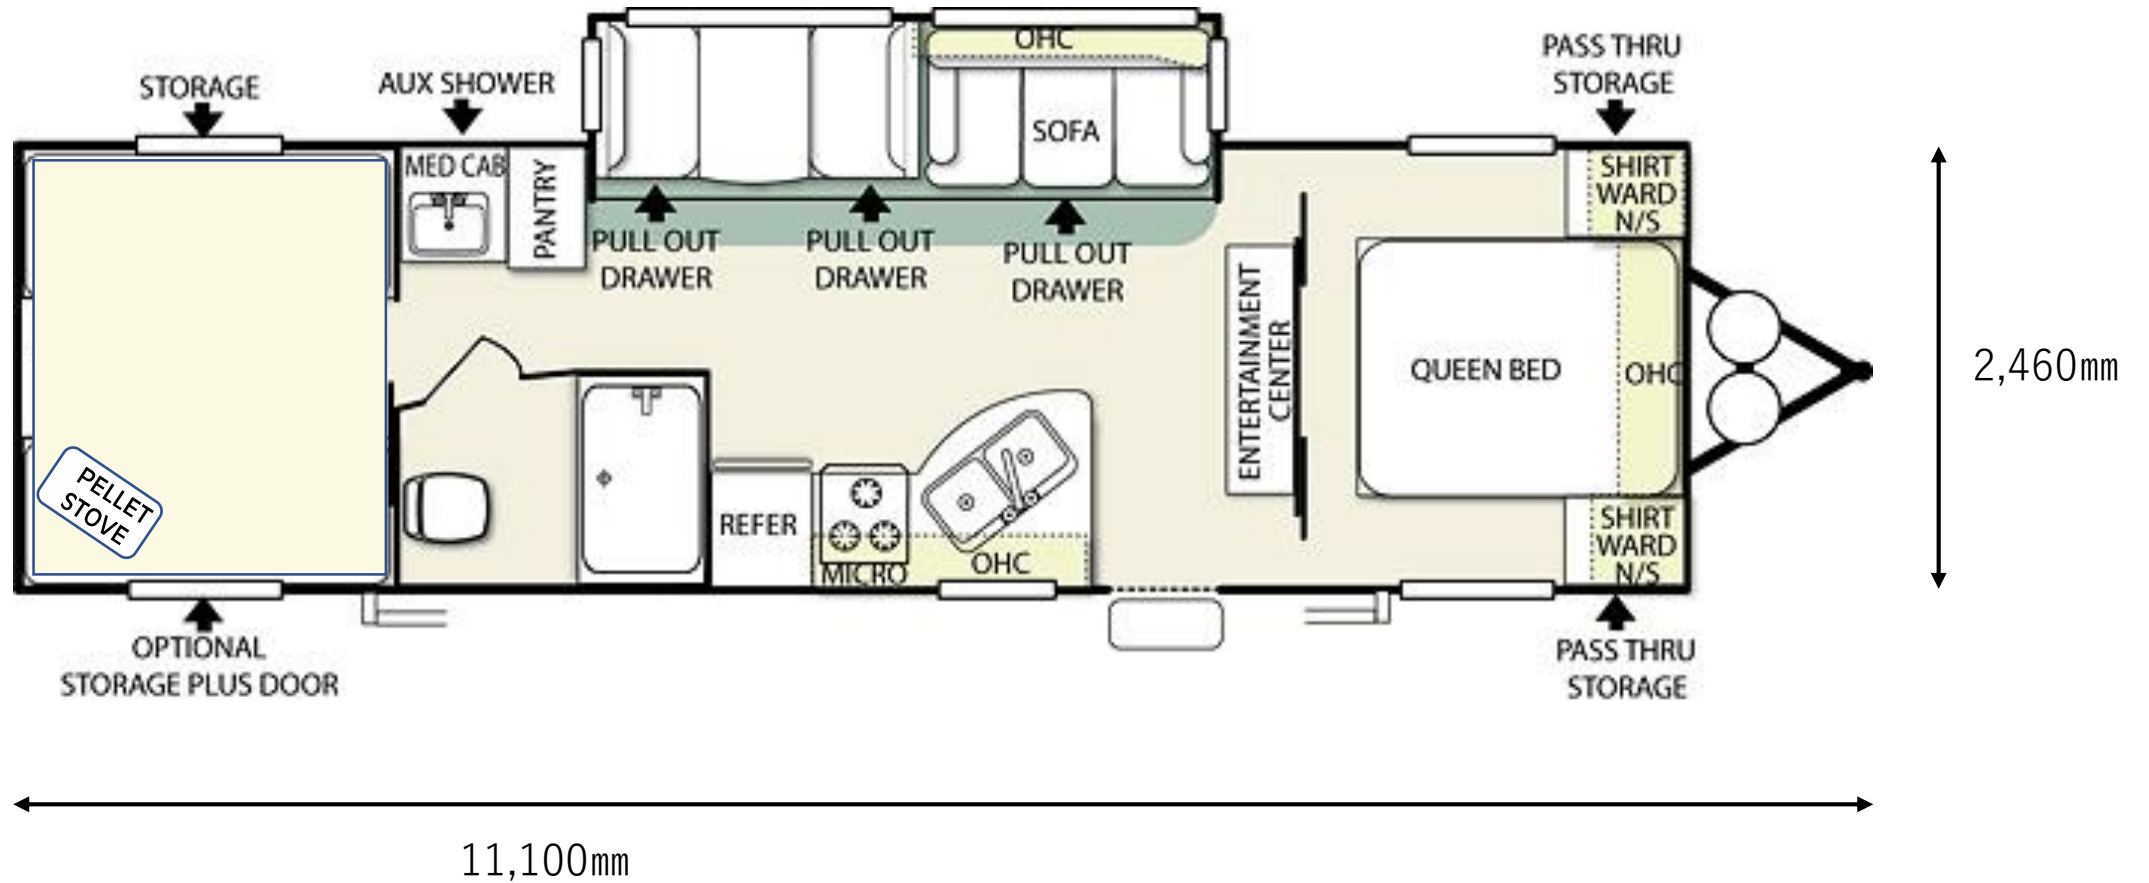 STORAGE
AUX SHOWER
OHC
SOFA
PASS THRU
STORAGE
MED CAB
PANTRY
PULL OUT
DRAWER
PULL OUT
DRAWER
PULL OUT
DRAWER
SHIRT
WARD
N/S
ENTERTAINMENT
CENTER
QUEEN BED
OHC
2,460mm
PELLET
STOVE
REFER
MICRO
OHC
SHIRT
WARD
N/S
OPTIONAL
STORAGE PLUS DOOR
PASS THRU
STORAGE
11,100mm